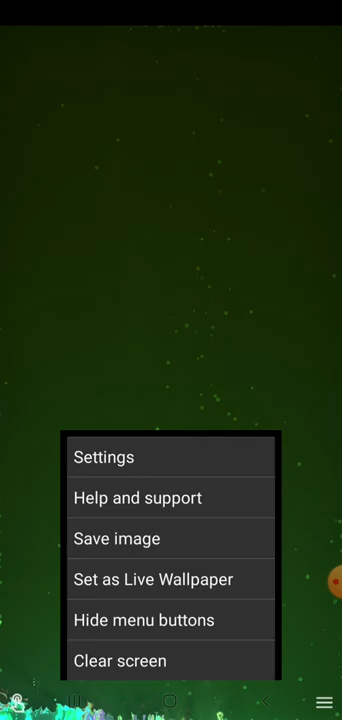 Settings
Help and support
Save image
Set as Live Wallpaper
Hide menu buttons
Clear screen